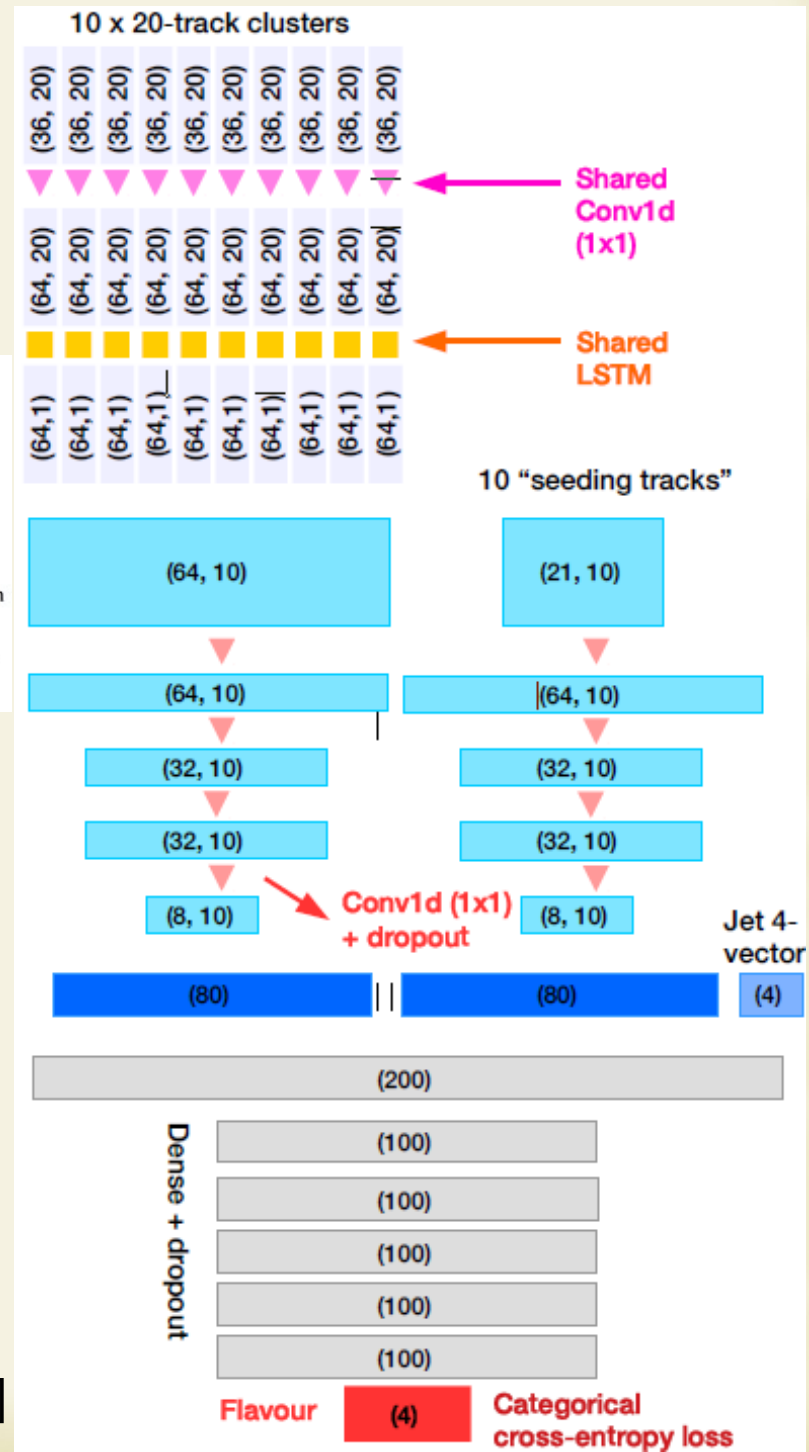 10 x 20-track clusters
(36, 20) (36, 20) (36, 20) (36, 20) (36, 20) (36, 20) (36, 20) (36, 20) (36, 20) (36, 20)
Shared
Conv1d
(1x1)
(64, 20) (64, 20) (64, 20) (64, 20) (64, 20) (64, 20) (64, 20) (64, 20) (64, 20) (64, 20)
Shared
LSTM
(64,1) (64,1) (64,1) (64,1) (64,1) (64,1) (64,1) (64,1) (64,1) (64,1)
10 “seeding tracks”
(64, 10) (21, 10)
(64, 10) (64, 10)
(32, 10) (32, 10)
(32, 10) (32, 10)
(8, 10) (8, 10)
Conv1d (1x1)
+ dropout
Jet 4-
vector
(80) (80) (4)
(200)
Dense + dropout
(100)
(100)
(100)
(100)
(100)
Flavour (4)
Categorical
cross-entropy loss